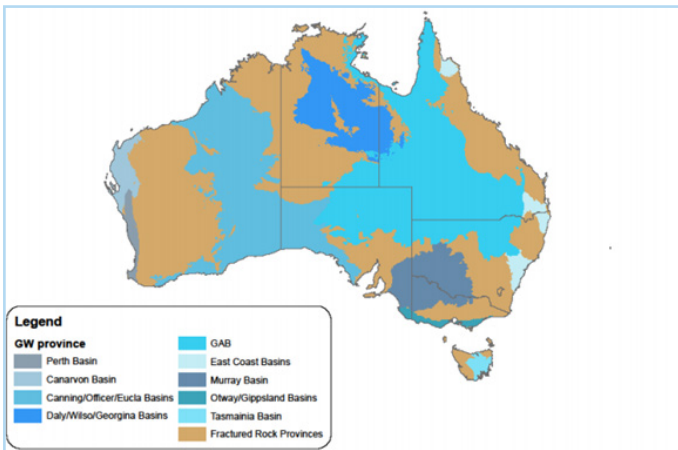 Legend
GW province
Perth Basin
Canarvon Basin
Canning/Officer/Eucla Basins
Daly/Wilso/Georgina Basins
GAB
East Coast Basins
Murray Basin
Otway/Gippsland Basins
Tasmainia Basin
Fractured Rock Provinces